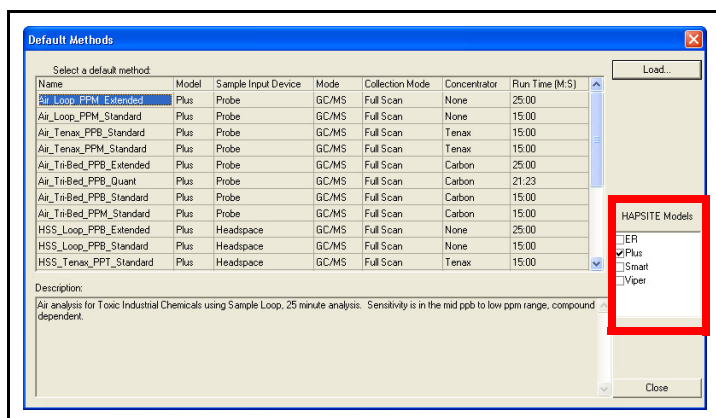 Default Methods
Select a default method:
Load...
Name Model Sample Input Device Mode Collection Mode Concentrator Run Time (M:S)
Air_Loop_PPM_Extended Plus Probe GC/MS Full Scan None 25:00
Air_Loop_PPM_Standard Plus Probe GC/MS Full Scan None 15:00
Air_Tenax_PPB_Standard Plus Probe GC/MS Full Scan Tenax 15:00
Air_Tenax_PPM_Standard Plus Probe GC/MS Full Scan Tenax 15:00
Air_Tri-Bed_PPB_Extended Plus Probe GC/MS Full Scan Carbon 25:00
Air_Tri-Bed_PPB_Quant Plus Probe GC/MS Full Scan Carbon 21:23
Air_Tri-Bed_PPB_Standard Plus Probe GC/MS Full Scan Carbon 15:00
Air_Tri-Bed_PPM_Standard Plus Probe GC/MS Full Scan Carbon 15:00
HSS_Loop_PPB_Extended Plus Headspace GC/MS Full Scan None 25:00
HSS_Loop_PPB_Standard Plus Headspace GC/MS Full Scan None 15:00
HSS_Tenax_PPT_Standard Plus Headspace GC/MS Full Scan Tenax 15:00
HAPSITE Models
ER
Plus
Smart
Viper
Description:
Air analysis for Toxic Industrial Chemicals using Sample Loop, 25 minute analysis. Sensitivity is in the mid ppb to low ppm range, compound
dependent.
Close